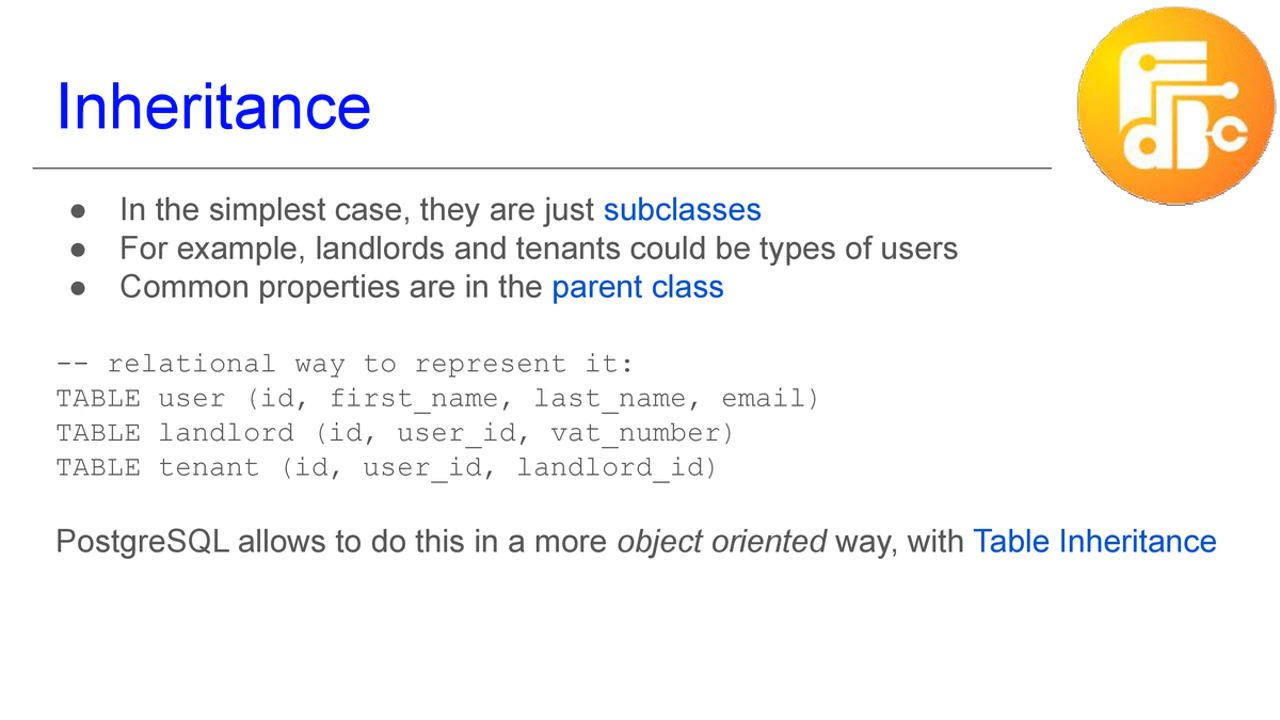 Inheritance
● In the simplest case, they are just subclasses
● For example, landlords and tenants could be types of users
● Common properties are in the parent class
-- relational way to represent it:
TABLE user (id, first_name, last_name, email)
TABLE landlord (id, user_id, vat_number)
TABLE tenant (id, user_id, landlord_id)
PostgreSQL allows to do this in a more object oriented way, with Table Inheritance